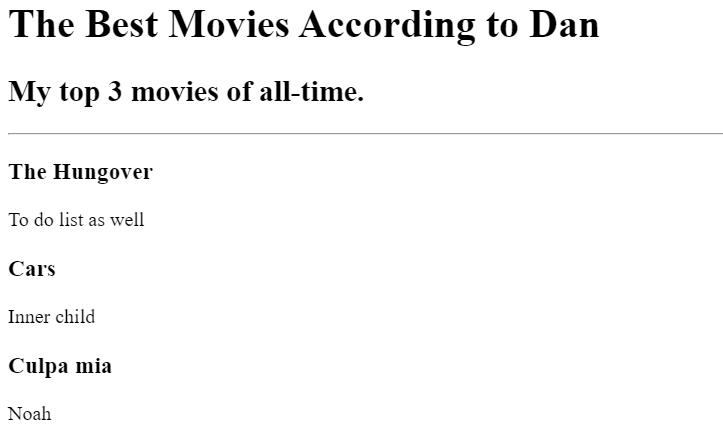 The Best Movies According to Dan
My top 3 movies of all-time.
The Hungover
To do list as well
Cars
Inner child
Culpa mia
Noah